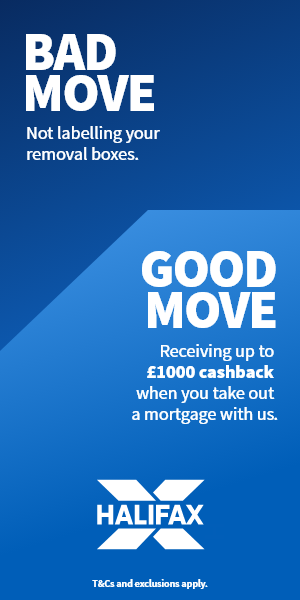 BAD
MOVE
Not labelling your
removal boxes.
GOOD
MOVE
Receiving up to
£1000 cashback
when you take out
a mortgage with us.
HALIFAX
T&Cs and exclusions apply.